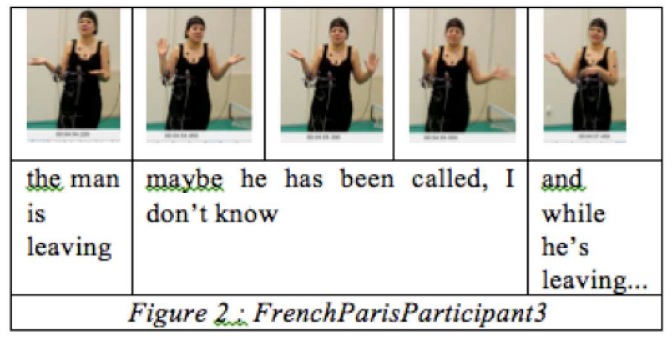 the man
is
leaving
maybe he has been called, I
don't know
and
while
he's
leaving...
Figure 2 : FrenchParisParticipant3